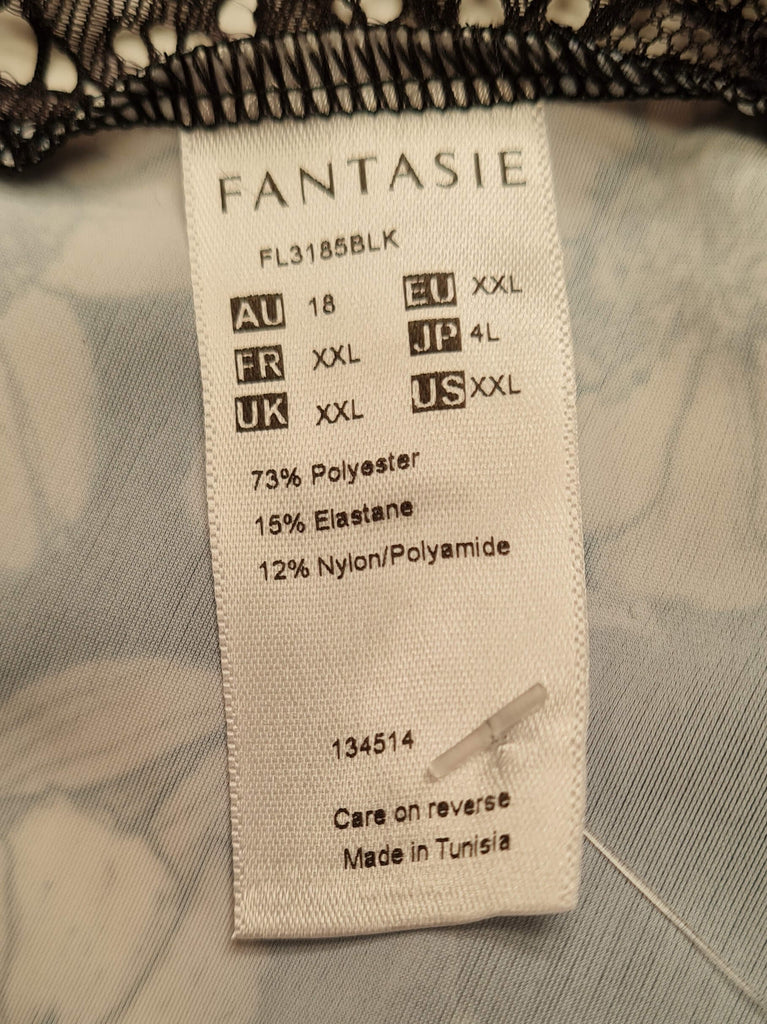 FANTASIE
FL3185BLK
AU 18 EU XXL
FR XXL JP 4L
UK XXL US XXL
73% Polyester
15% Elastane
12% Nylon/Polyamide
134514
Care on reverse
Made in Tunisia